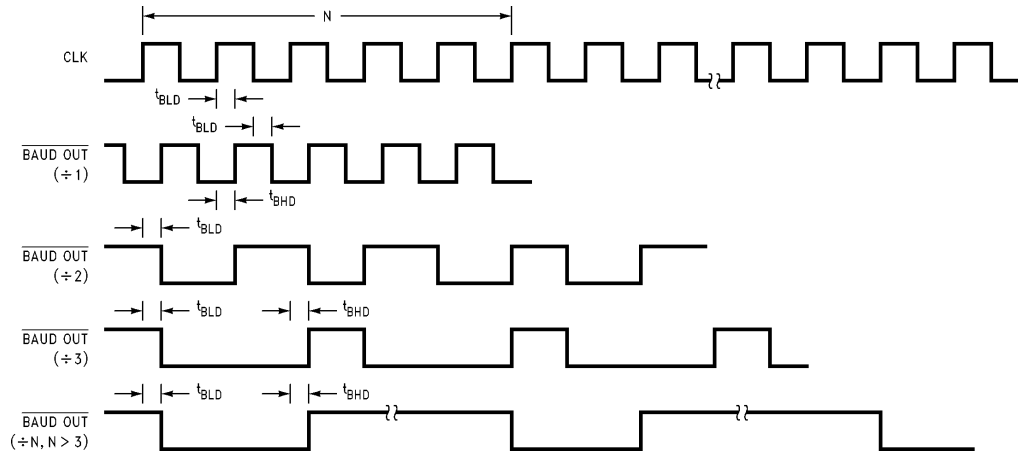 N
CLK
tBLD
tBLD
BAUD OUT
(÷1)
tBHD
tBLD
BAUD OUT
(÷2)
tBLD
tBHD
BAUD OUT
(÷3)
tBLD
tBHD
BAUD OUT
(÷N, N > 3)